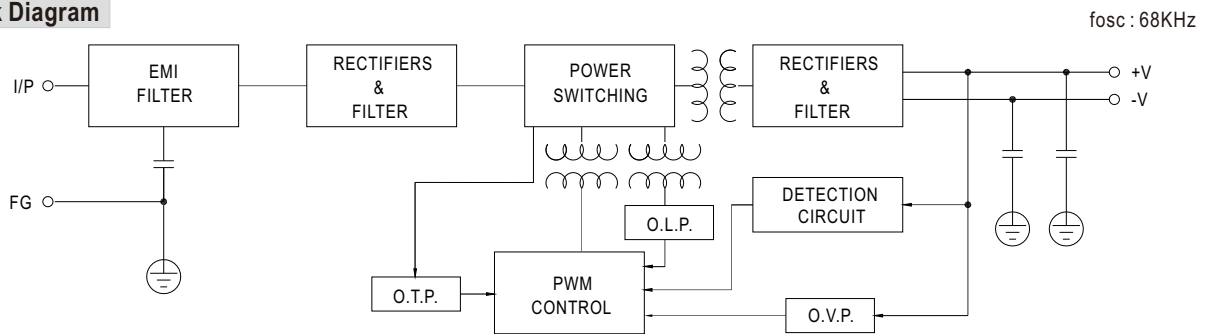 Diagram
fosc : 68KHz
I/P
EMI
FILTER
RECTIFIERS
&
FILTER
POWER
SWITCHING
RECTIFIERS
&
FILTER
+V
-V
FG
DETECTION
CIRCUIT
O.L.P.
O.T.P.
PWM
CONTROL
O.V.P.